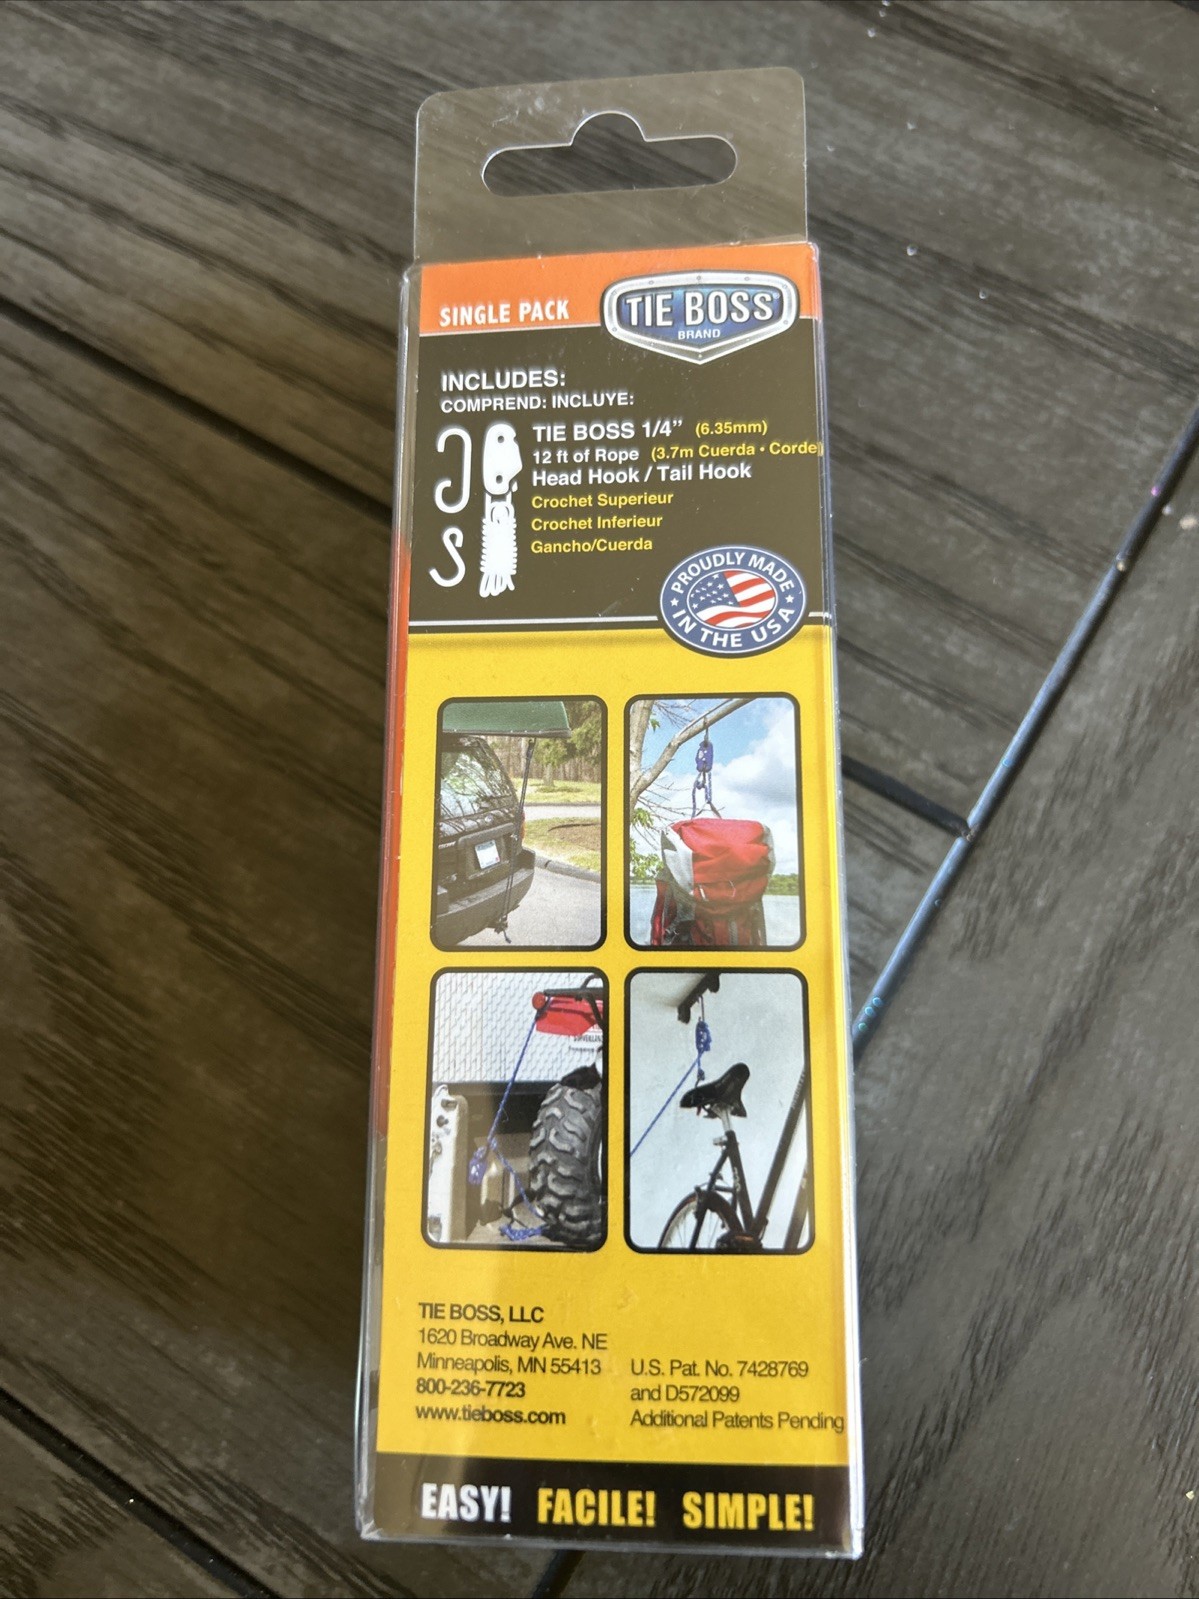 SINGLE PACK
TIE BOSS
BRAND
INCLUDES:
COMPREND: INCLUYE:
TIE BOSS 1/4” (6.35mm)
12 ft of Rope (3.7m Cuerda • Corde)
Head Hook / Tail Hook
Crochet Superieur
Crochet Inferieur
Gancho/Cuerda
PROUDLY MADE
IN THE USA
TIE BOSS, LLC
1620 Broadway Ave. NE
Minneapolis, MN 55413
800-236-7723
www.tieboss.com
U.S. Pat. No. 7428769
and D572099
Additional Patents Pending
EASY! FACILE! SIMPLE!